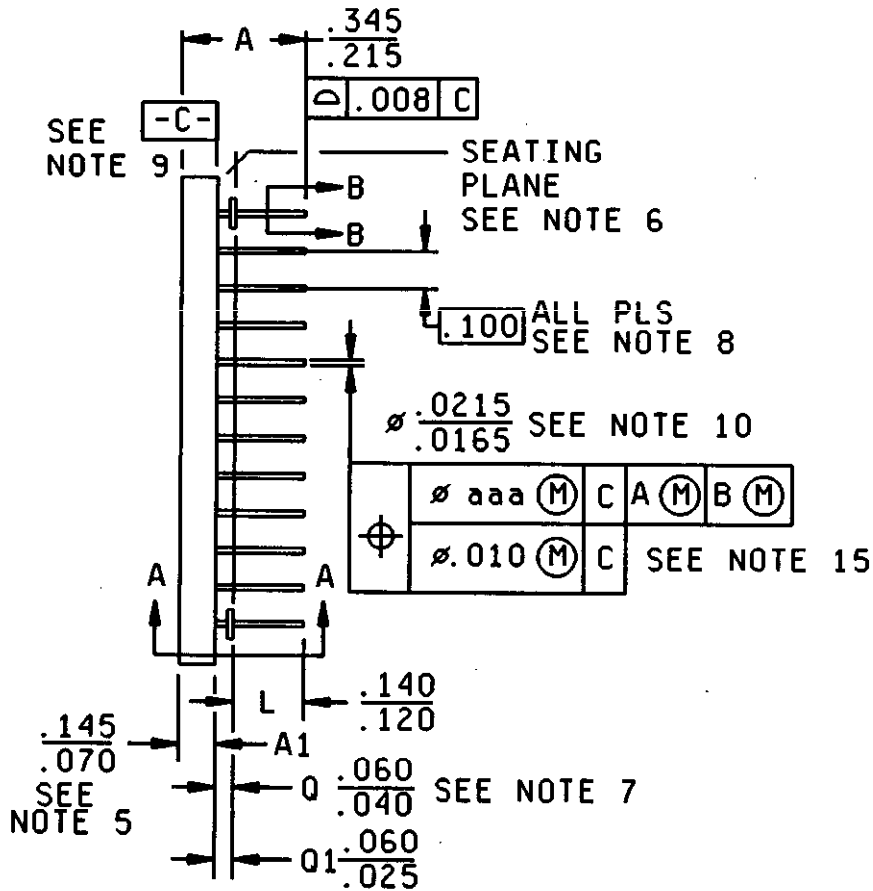 A .345
.215
⌓ .008 C
-C-
SEE
NOTE 9
SEATING
PLANE
SEE NOTE 6
B
B
.100 ALL PLS
SEE NOTE 8
⌀ .0215
.0165 SEE NOTE 10
⌖ ⌀ aaa Ⓜ C A Ⓜ B Ⓜ
⌀.010 Ⓜ C SEE NOTE 15
A A
L .140
.120
.145
.070 A1
SEE
NOTE 5
Q .060
.040 SEE NOTE 7
Q1 .060
.025